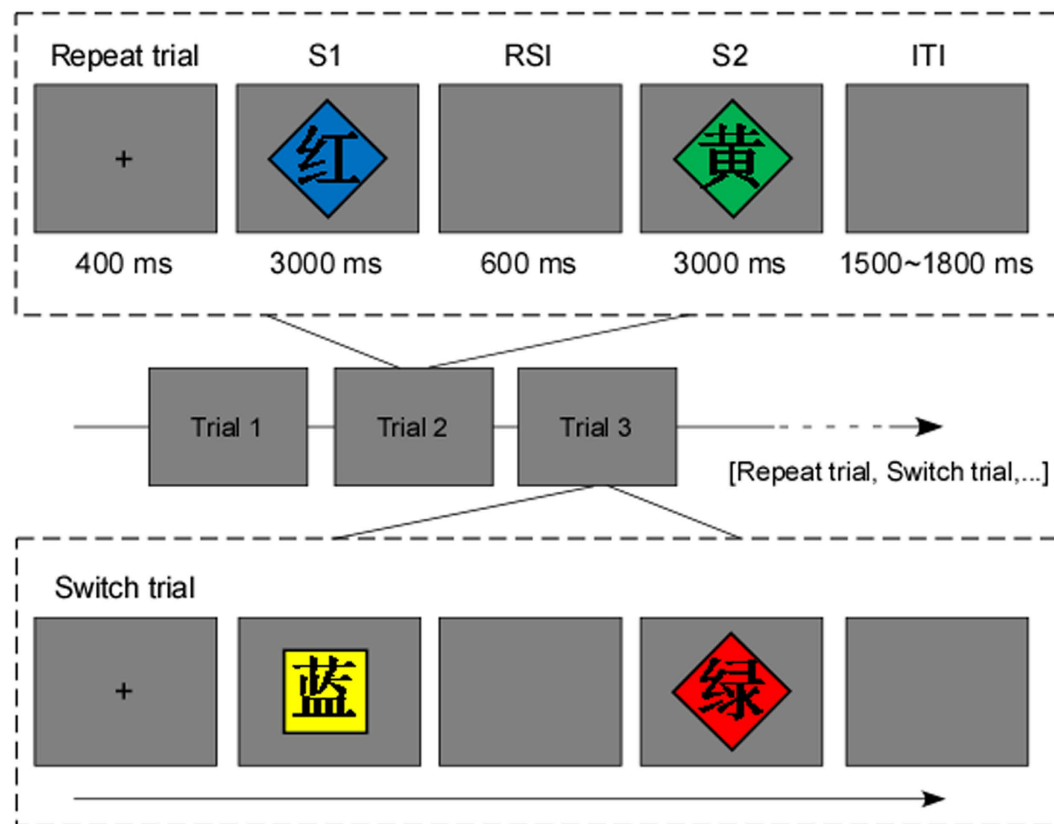 Repeat trial S1 RSI S2 ITI
+ 红 黄
400 ms 3000 ms 600 ms 3000 ms 1500~1800 ms
Trial 1 Trial 2 Trial 3
[Repeat trial, Switch trial,...]
Switch trial
+ 蓝 绿